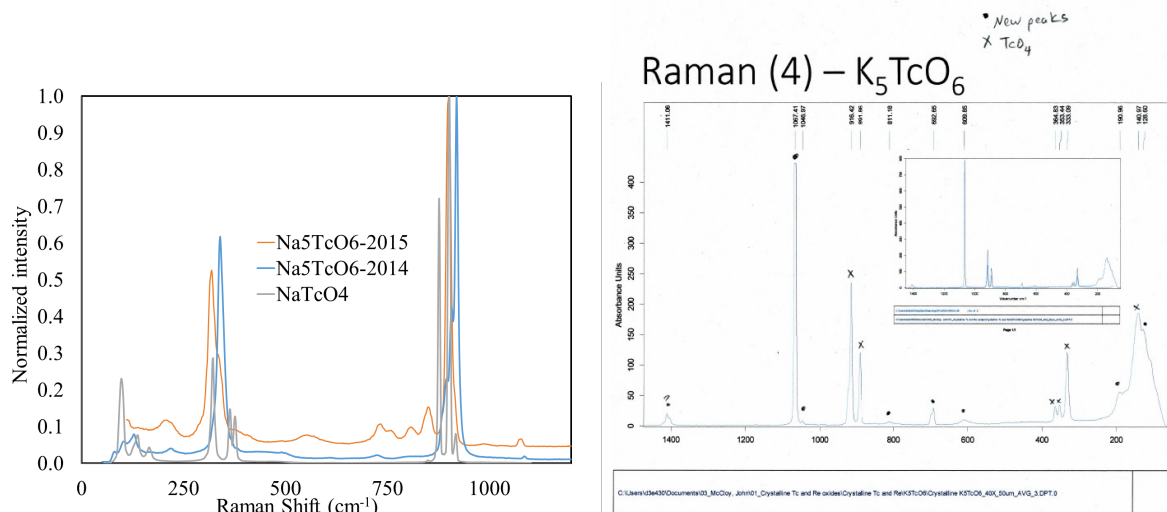 1.0
0.9
0.8
0.7
0.6
0.5
0.4
0.3
0.2
0.1
0.0
Normalized intensity
Na5TcO6-2015
Na5TcO6-2014
NaTcO4
0
250
500
750
1000
Raman Shift (cm⁻¹)
• New peaks
X TcO₄
Raman (4) – K₅TcO₆
1411.06
1067.41
1046.97
916.42
891.66
811.18
692.65
609.85
364.83
353.44
333.09
190.96
140.97
128.60
Absorbance Units
400
350
300
250
200
150
100
50
0
?
X
X
X
X
X
X
1400
1200
1000
800
600
400
200
Page 1/1
C:\Users\d3e430\Documents\03_McCloy, John\01_Crystalline Tc and Re oxides\Crystalline Tc and Re\K5TcO6\Crystalline K5TcO6_40X_50um_AVG_3.DPT.0